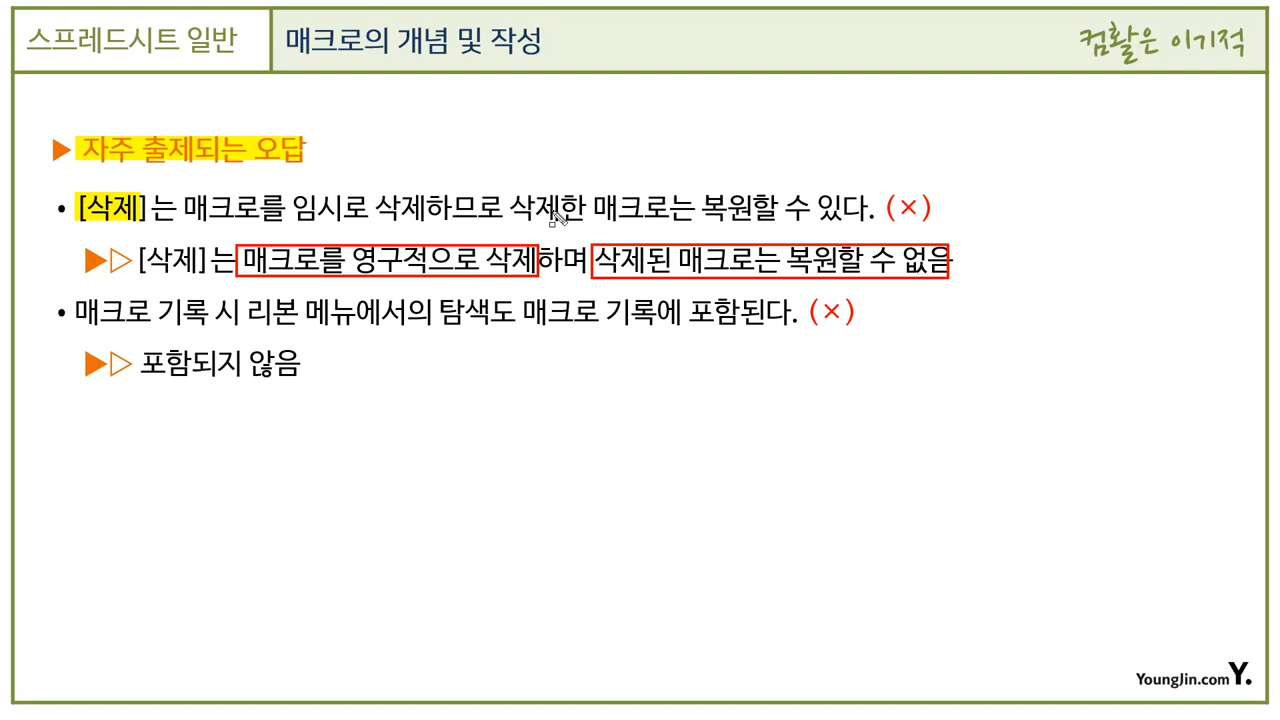 스프레드시트 일반
매크로의 개념 및 작성
컴활은 이기적
▶ 자주 출제되는 오답
• [삭제]는 매크로를 임시로 삭제하므로 삭제한 매크로는 복원할 수 있다. (×)
▶▷ [삭제]는 매크로를 영구적으로 삭제하며 삭제된 매크로는 복원할 수 없음
• 매크로 기록 시 리본 메뉴에서의 탐색도 매크로 기록에 포함된다. (×)
▶▷ 포함되지 않음
YoungJin.com Y.